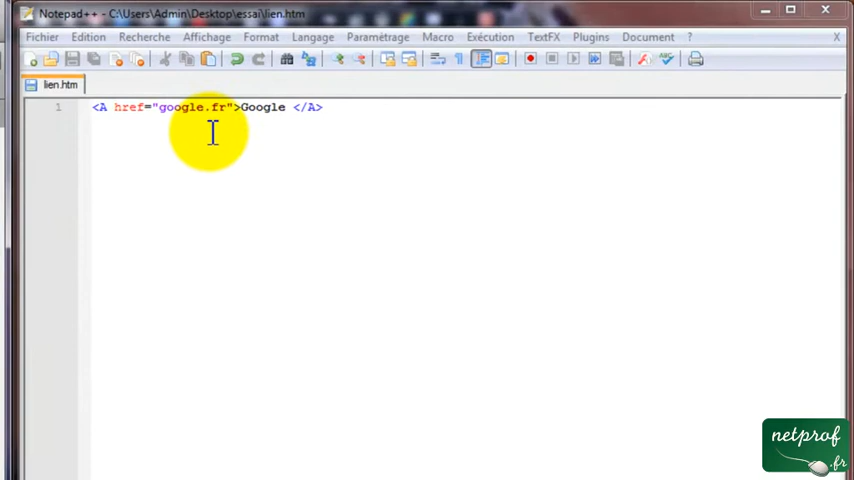 Notepad++ - C:\Users\Admin\Desktop\essai\lien.htm
Fichier Edition Recherche Affichage Format Langage Paramétrage Macro Exécution TextFX Plugins Document ? X
lien.htm
1 <A href="google.fr">Google </A>
netprof
.fr